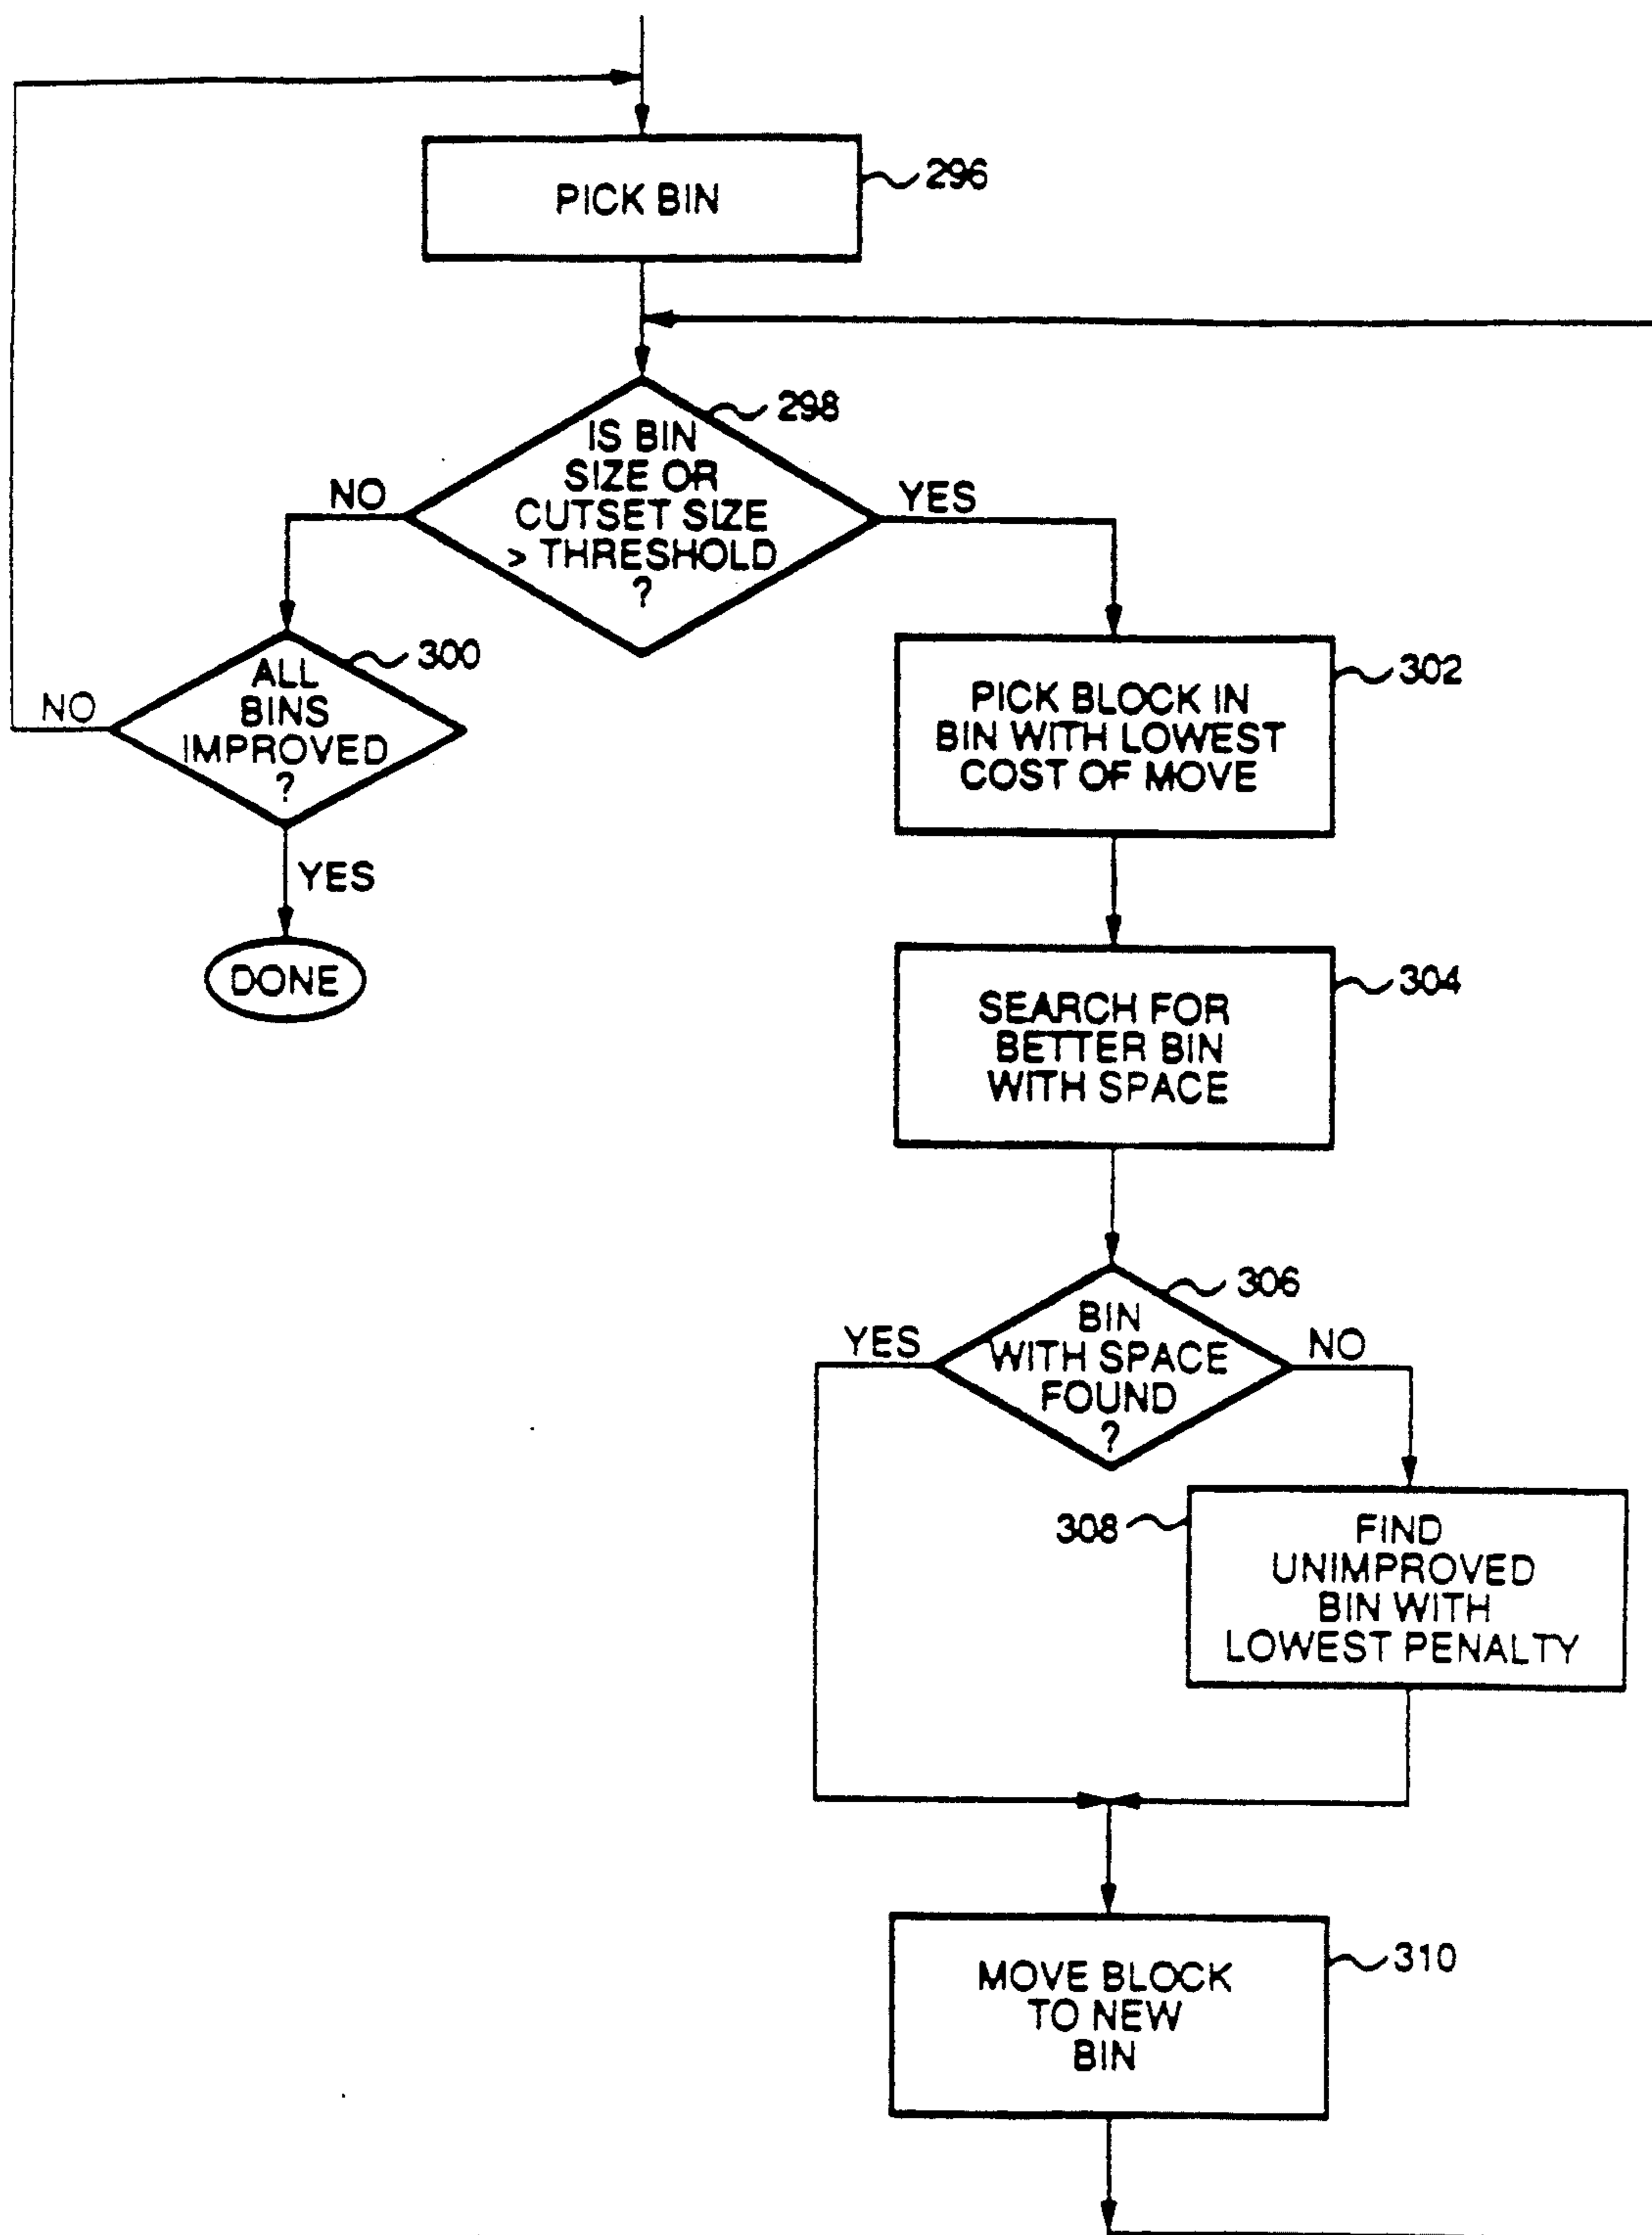 PICK BIN
296
298
IS BIN
SIZE OR
CUTSET SIZE
> THRESHOLD
?
NO
YES
300
ALL
BINS
IMPROVED
?
NO
YES
DONE
302
PICK BLOCK IN
BIN WITH LOWEST
COST OF MOVE
304
SEARCH FOR
BETTER BIN
WITH SPACE
306
BIN
WITH SPACE
FOUND
?
YES
NO
308
FIND
UNIMPROVED
BIN WITH
LOWEST PENALTY
310
MOVE BLOCK
TO NEW
BIN